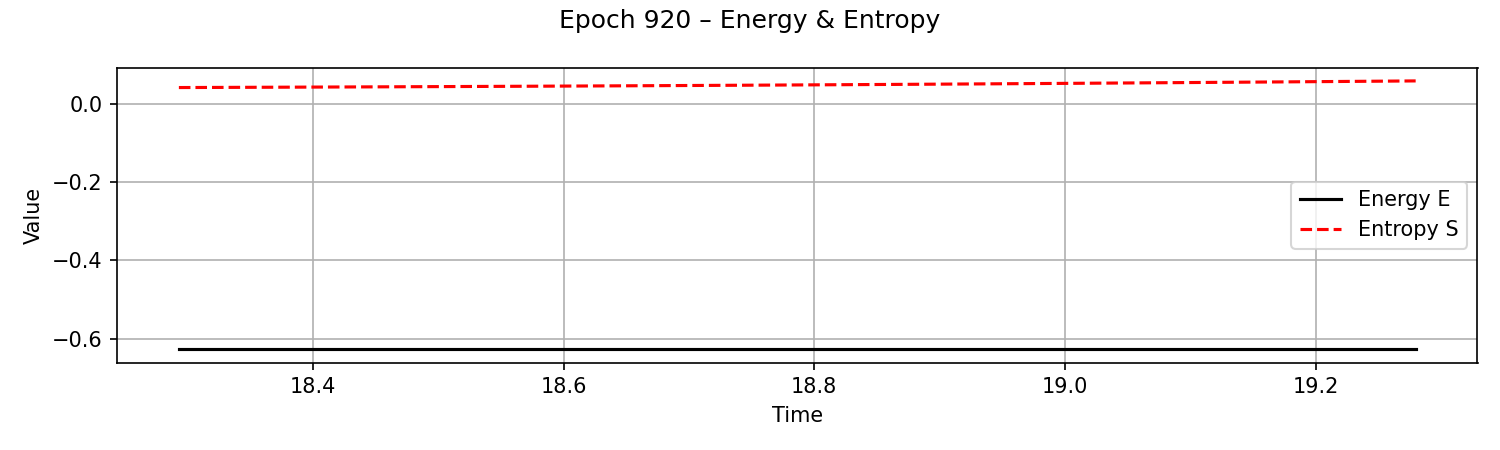 Epoch 920 – Energy & Entropy
0.0
−0.2
−0.4
−0.6
Value
Energy E
Entropy S
18.4 18.6 18.8 19.0 19.2
Time